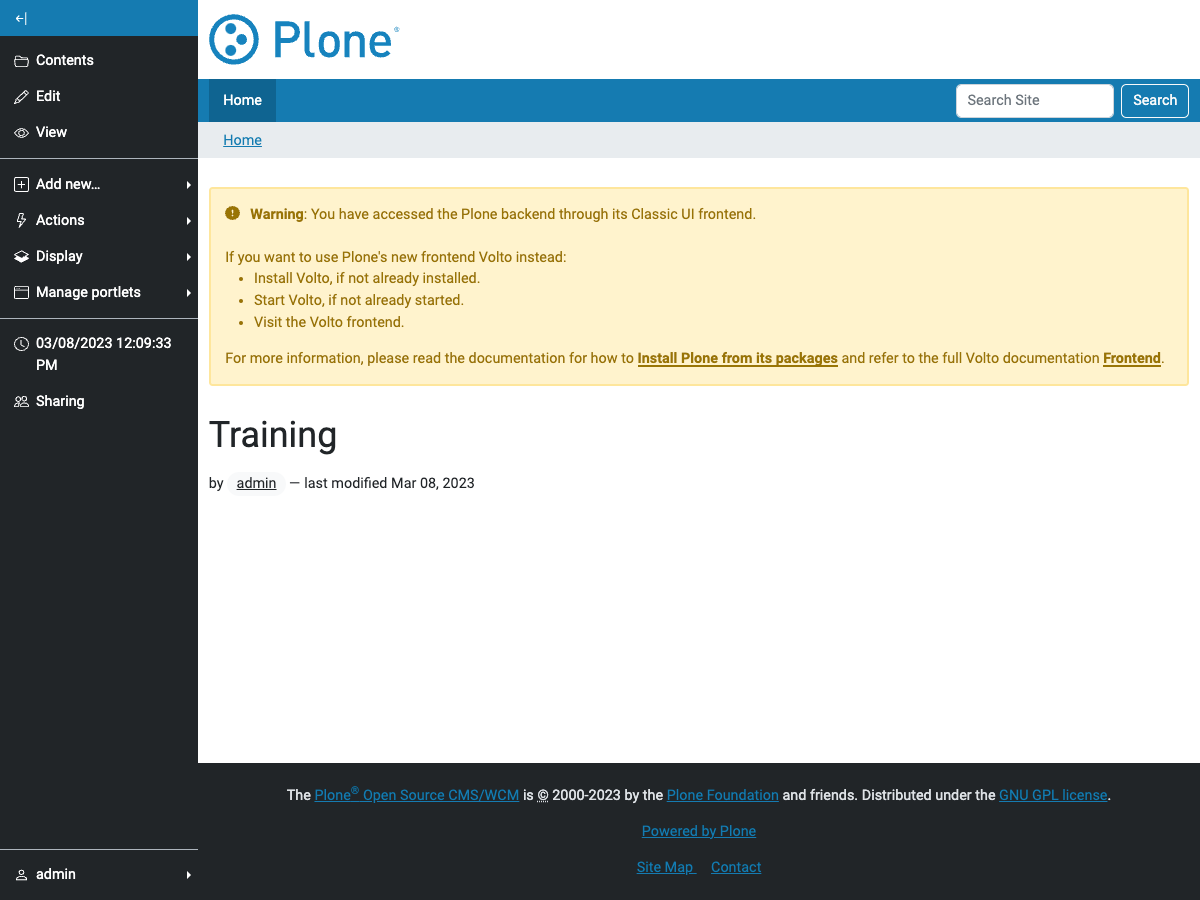 Contents
Edit
View
Add new...
Actions
Display
Manage portlets
03/08/2023 12:09:33
PM
Sharing
admin
Plone®
Home
Search Site
Search
Home
Warning: You have accessed the Plone backend through its Classic UI frontend.
If you want to use Plone's new frontend Volto instead:
• Install Volto, if not already installed.
• Start Volto, if not already started.
• Visit the Volto frontend.
For more information, please read the documentation for how to Install Plone from its packages and refer to the full Volto documentation Frontend.
Training
by admin — last modified Mar 08, 2023
The Plone® Open Source CMS/WCM is © 2000-2023 by the Plone Foundation and friends. Distributed under the GNU GPL license.
Powered by Plone
Site Map Contact